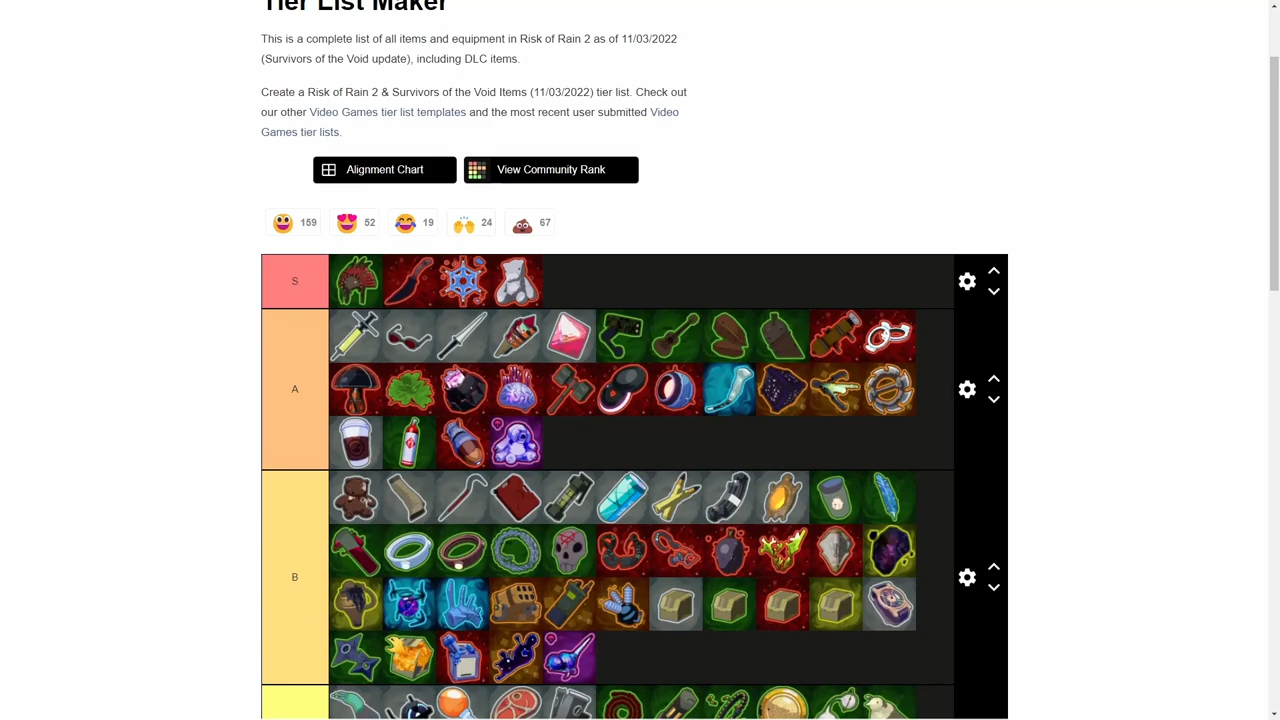 Tier List Maker
This is a complete list of all items and equipment in Risk of Rain 2 as of 11/03/2022
(Survivors of the Void update), including DLC items.
Create a Risk of Rain 2 & Survivors of the Void Items (11/03/2022) tier list. Check out
our other Video Games tier list templates and the most recent user submitted Video
Games tier lists.
Alignment Chart
View Community Rank
159
52
19
24
67
S
A
B